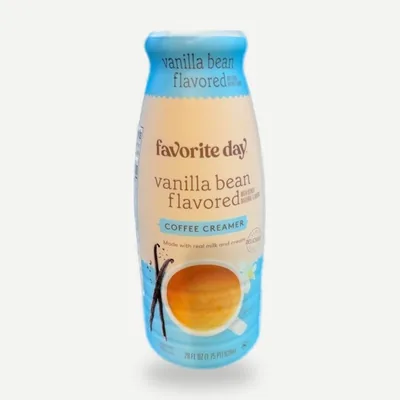 vanilla bean
flavored
favorite day
vanilla bean
flavored
COFFEE CREAMER
Made with real milk and cream